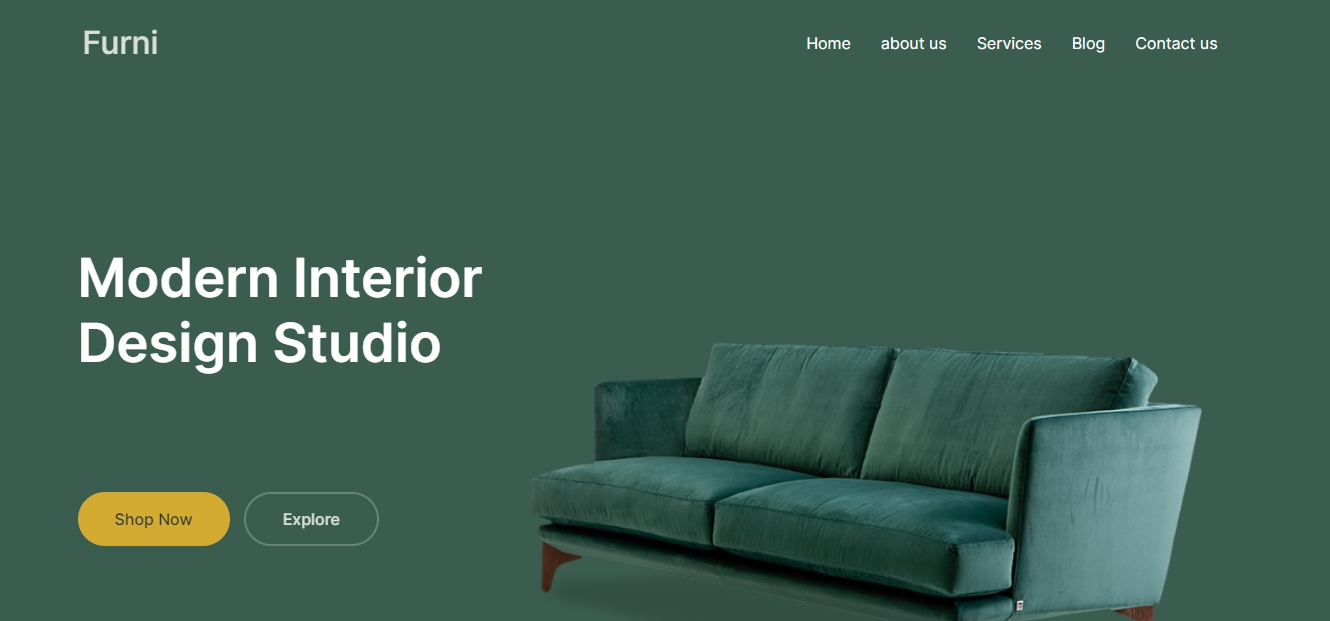 Furni
Home about us Services Blog Contact us
Modern Interior
Design Studio
Shop Now Explore